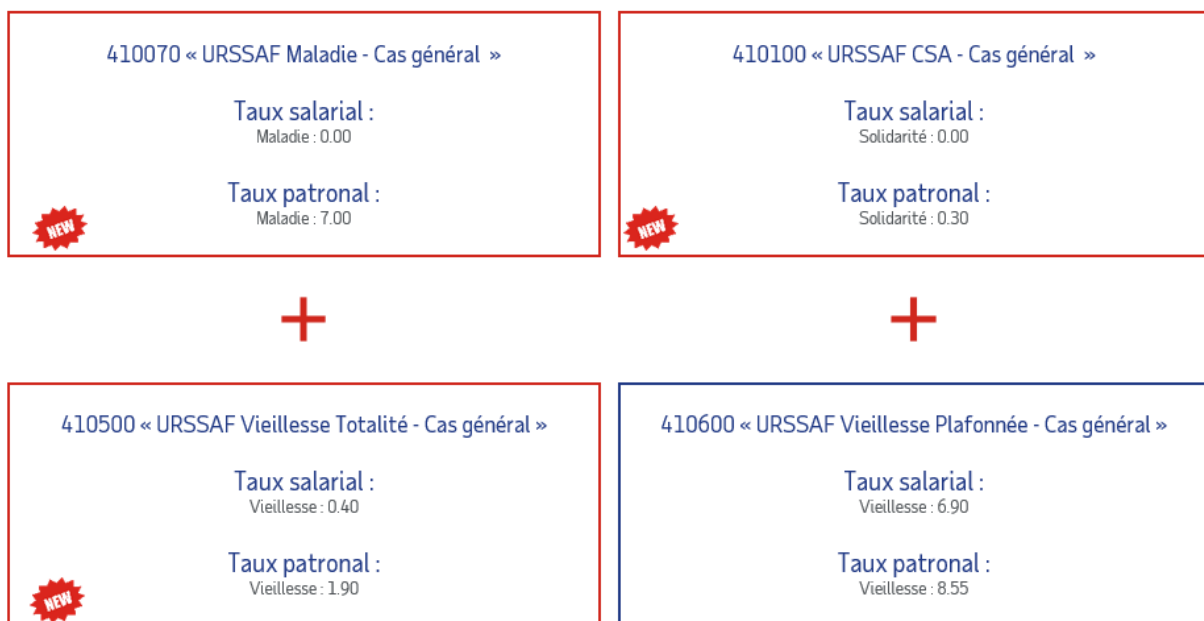 410070 « URSSAF Maladie - Cas général »
Taux salarial :
Maladie : 0.00
Taux patronal :
Maladie : 7.00
NEW
410100 « URSSAF CSA - Cas général »
Taux salarial :
Solidarité : 0.00
Taux patronal :
Solidarité : 0.30
NEW
+
+
410500 « URSSAF Vieillesse Totalité - Cas général »
Taux salarial :
Vieillesse : 0.40
Taux patronal :
Vieillesse : 1.90
NEW
410600 « URSSAF Vieillesse Plafonnée - Cas général »
Taux salarial :
Vieillesse : 6.90
Taux patronal :
Vieillesse : 8.55